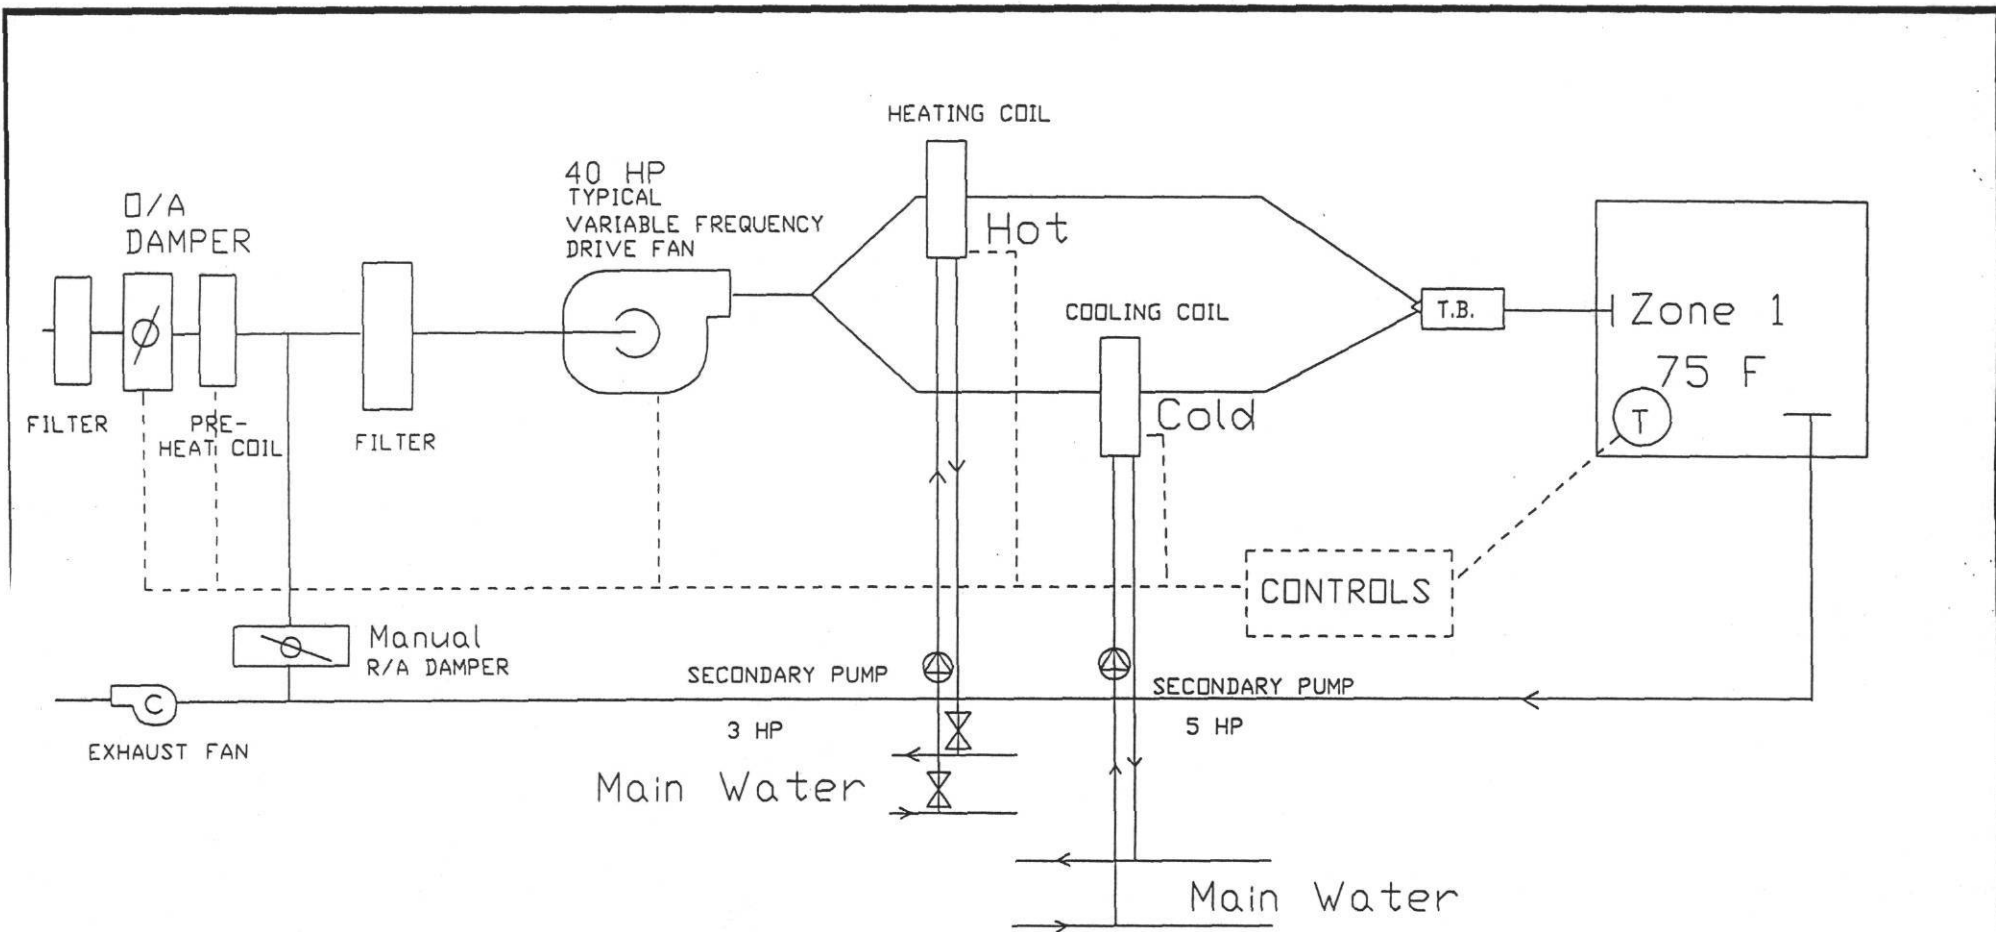 HEATING COIL
40 HP
TYPICAL
VARIABLE FREQUENCY
DRIVE FAN
O/A
DAMPER
Hot
COOLING COIL
T.B.
Zone 1
75 F
T
Cold
FILTER
PRE-
HEAT COIL
FILTER
CONTROLS
Manual
R/A DAMPER
SECONDARY PUMP
3 HP
SECONDARY PUMP
5 HP
C
EXHAUST FAN
Main Water
Main Water